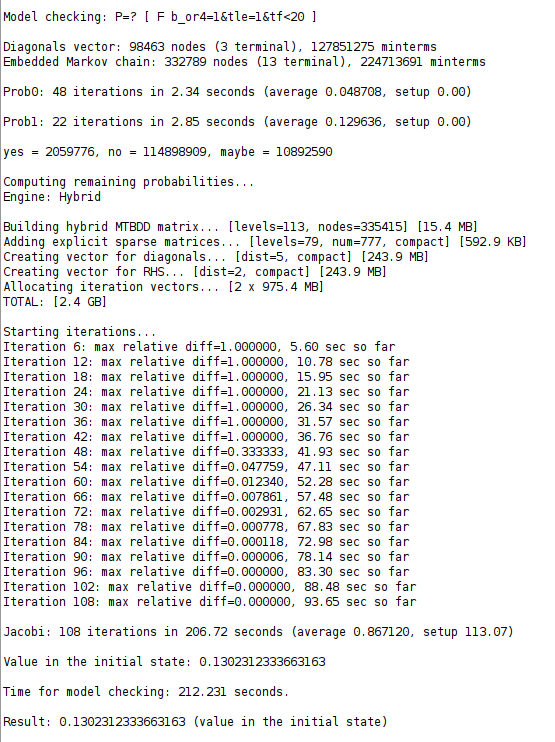 Model checking: P=? [ F b_or4=1&tle=1&tf<20 ]
Diagonals vector: 98463 nodes (3 terminal), 127851275 minterms
Embedded Markov chain: 332789 nodes (13 terminal), 224713691 minterms
Prob0: 48 iterations in 2.34 seconds (average 0.048708, setup 0.00)
Prob1: 22 iterations in 2.85 seconds (average 0.129636, setup 0.00)
yes = 2059776, no = 114898909, maybe = 10892590
Computing remaining probabilities...
Engine: Hybrid
Building hybrid MTBDD matrix... [levels=113, nodes=335415] [15.4 MB]
Adding explicit sparse matrices... [levels=79, num=777, compact] [592.9 KB]
Creating vector for diagonals... [dist=5, compact] [243.9 MB]
Creating vector for RHS... [dist=2, compact] [243.9 MB]
Allocating iteration vectors... [2 x 975.4 MB]
TOTAL: [2.4 GB]
Starting iterations...
Iteration 6: max relative diff=1.000000, 5.60 sec so far
Iteration 12: max relative diff=1.000000, 10.78 sec so far
Iteration 18: max relative diff=1.000000, 15.95 sec so far
Iteration 24: max relative diff=1.000000, 21.13 sec so far
Iteration 30: max relative diff=1.000000, 26.34 sec so far
Iteration 36: max relative diff=1.000000, 31.57 sec so far
Iteration 42: max relative diff=1.000000, 36.76 sec so far
Iteration 48: max relative diff=0.333333, 41.93 sec so far
Iteration 54: max relative diff=0.047759, 47.11 sec so far
Iteration 60: max relative diff=0.012340, 52.28 sec so far
Iteration 66: max relative diff=0.007861, 57.48 sec so far
Iteration 72: max relative diff=0.002931, 62.65 sec so far
Iteration 78: max relative diff=0.000778, 67.83 sec so far
Iteration 84: max relative diff=0.000118, 72.98 sec so far
Iteration 90: max relative diff=0.000006, 78.14 sec so far
Iteration 96: max relative diff=0.000000, 83.30 sec so far
Iteration 102: max relative diff=0.000000, 88.48 sec so far
Iteration 108: max relative diff=0.000000, 93.65 sec so far
Jacobi: 108 iterations in 206.72 seconds (average 0.867120, setup 113.07)
Value in the initial state: 0.1302312333663163
Time for model checking: 212.231 seconds.
Result: 0.1302312333663163 (value in the initial state)